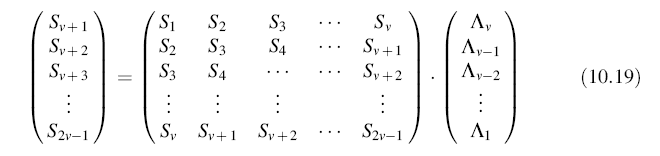 S_{v+1} = S_1 S_2 S_3 ⋯ S_v · Λ_v
S_{v+2} S_2 S_3 S_4 ⋯ S_{v+1} Λ_{v−1}
S_{v+3} = S_3 S_4 ⋯ ⋯ S_{v+2} · Λ_{v−2} (10.19)
⋮ ⋮ ⋮ ⋮ ⋮ ⋮
S_{2v−1} S_v S_{v+1} S_{v+2} ⋯ S_{2v−1} Λ_1